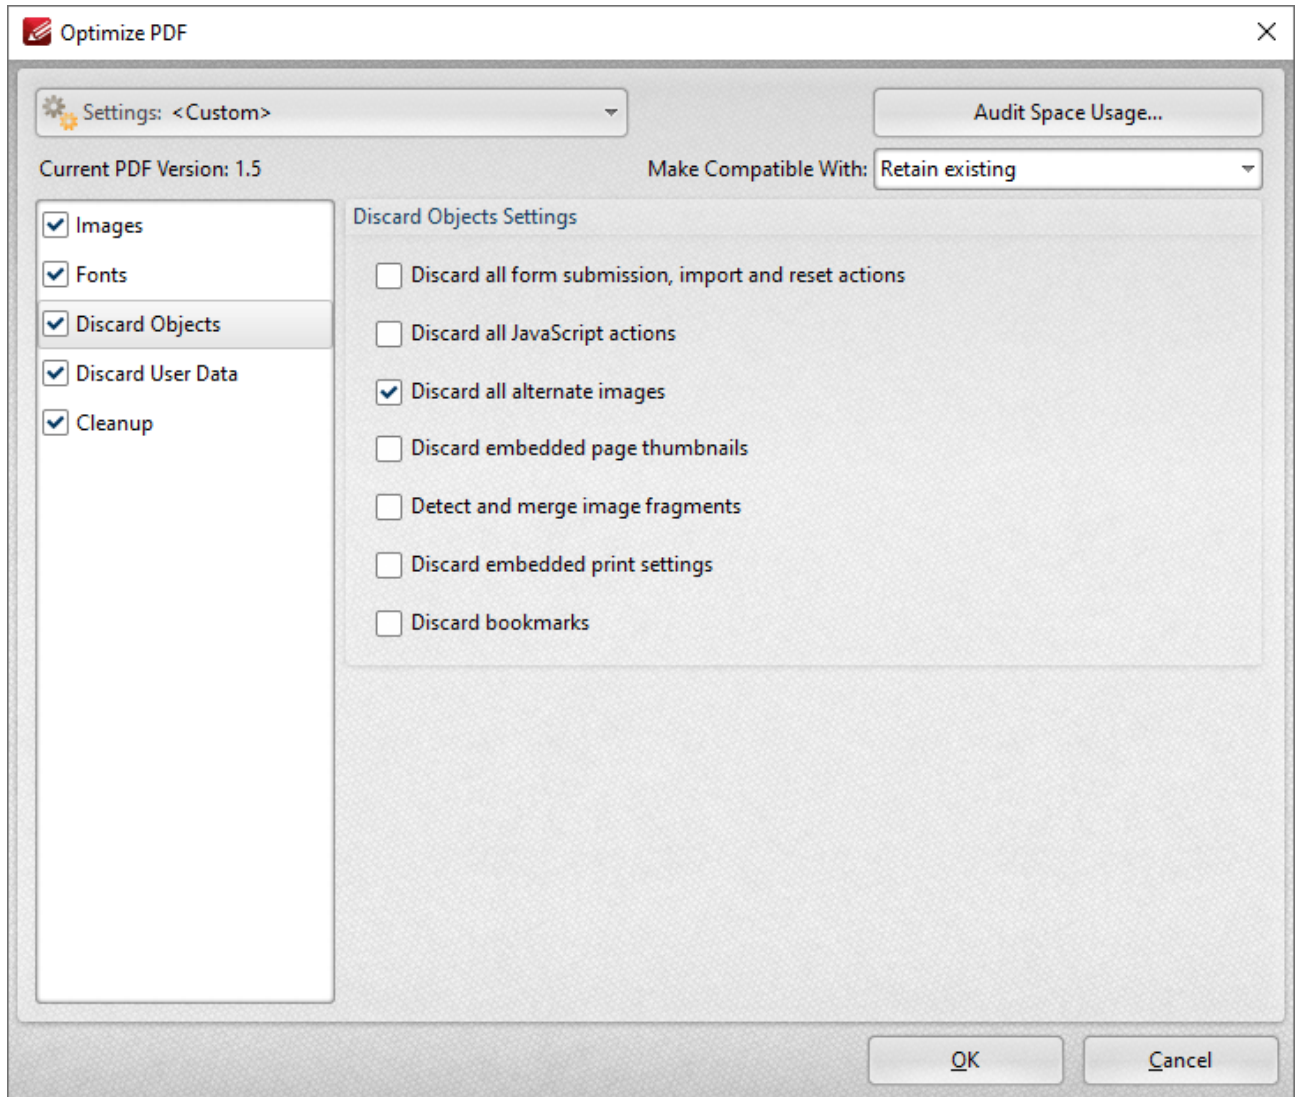 Optimize PDF
Settings: <Custom>
Audit Space Usage...
Current PDF Version: 1.5
Make Compatible With: Retain existing
Images
Fonts
Discard Objects
Discard User Data
Cleanup
Discard Objects Settings
Discard all form submission, import and reset actions
Discard all JavaScript actions
Discard all alternate images
Discard embedded page thumbnails
Detect and merge image fragments
Discard embedded print settings
Discard bookmarks
OK
Cancel